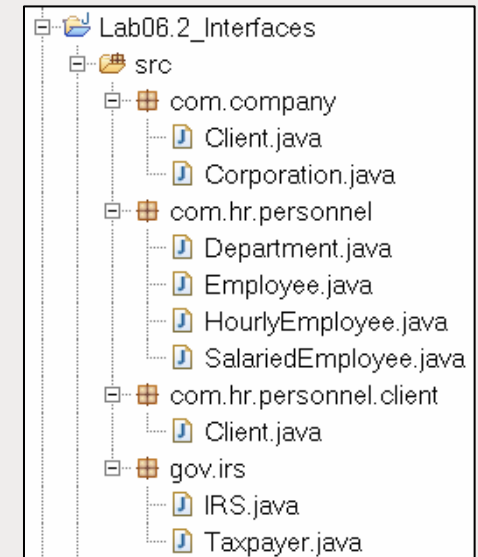 Lab06.2_Interfaces
src
com.company
Client.java
Corporation.java
com.hr.personnel
Department.java
Employee.java
HourlyEmployee.java
SalariedEmployee.java
com.hr.personnel.client
Client.java
gov.irs
IRS.java
Taxpayer.java